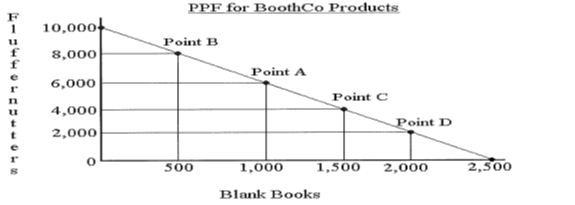 PPF for BoothCo Products
Fluffernutters
10,000
Point B
8,000
Point A
6,000
Point C
4,000
Point D
2,000
0
500 1,000 1,500 2,000 2,500
Blank Books